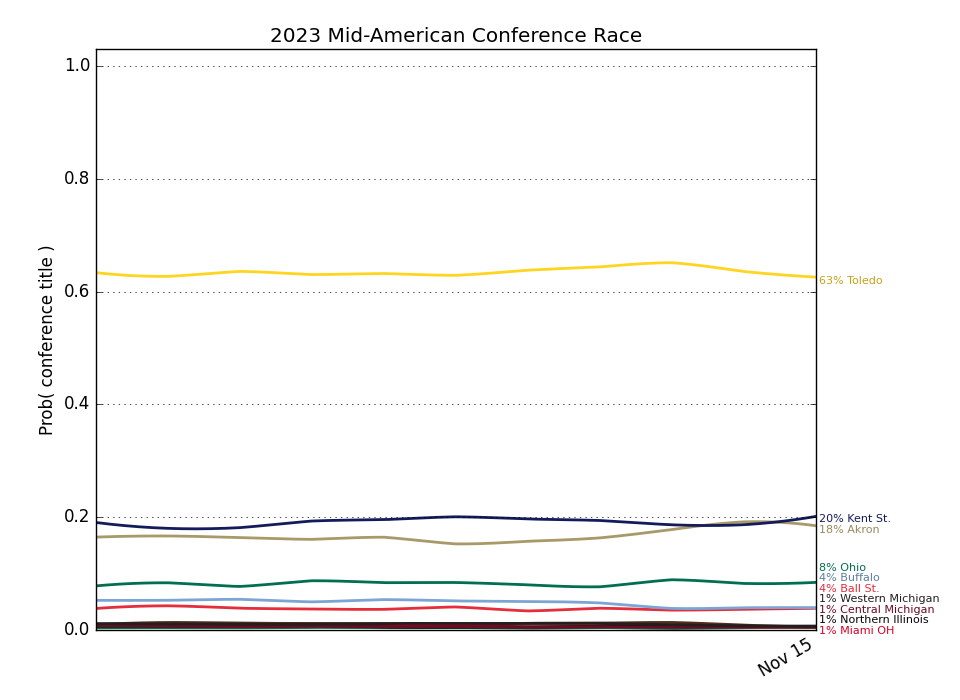 2023 Mid-American Conference Race
Prob( conference title )
1.0
0.8
0.6
0.4
0.2
0.0
63% Toledo
20% Kent St.
18% Akron
8% Ohio
4% Buffalo
4% Ball St.
1% Western Michigan
1% Central Michigan
1% Northern Illinois
1% Miami OH
Nov 15